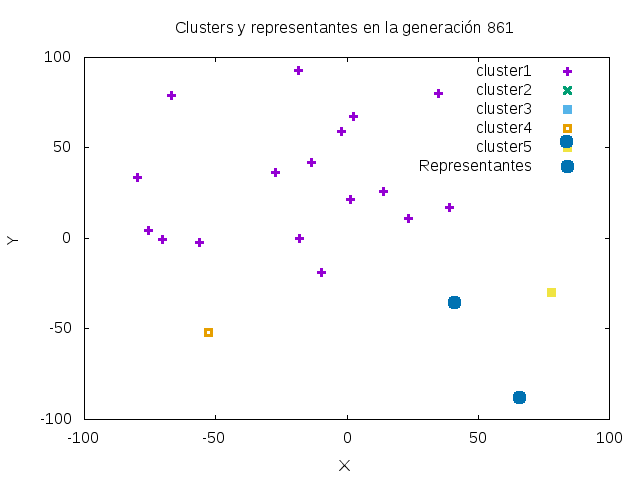 Clusters y representantes en la generación 861
100
50
0
-50
-100
-100
-50
0
50
100
Y
X
cluster1
cluster2
cluster3
cluster4
cluster5
Representantes